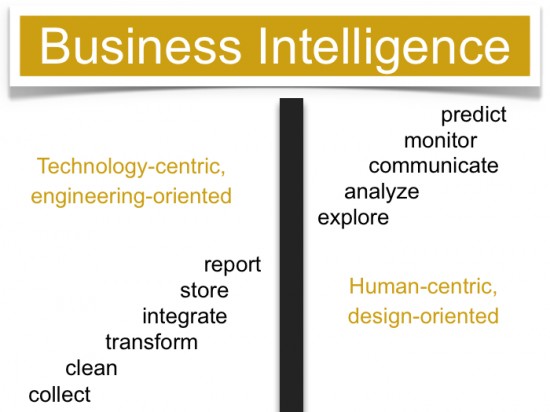 Business Intelligence
Technology-centric,
engineering-oriented
report
store
integrate
transform
clean
collect
predict
monitor
communicate
analyze
explore
Human-centric,
design-oriented